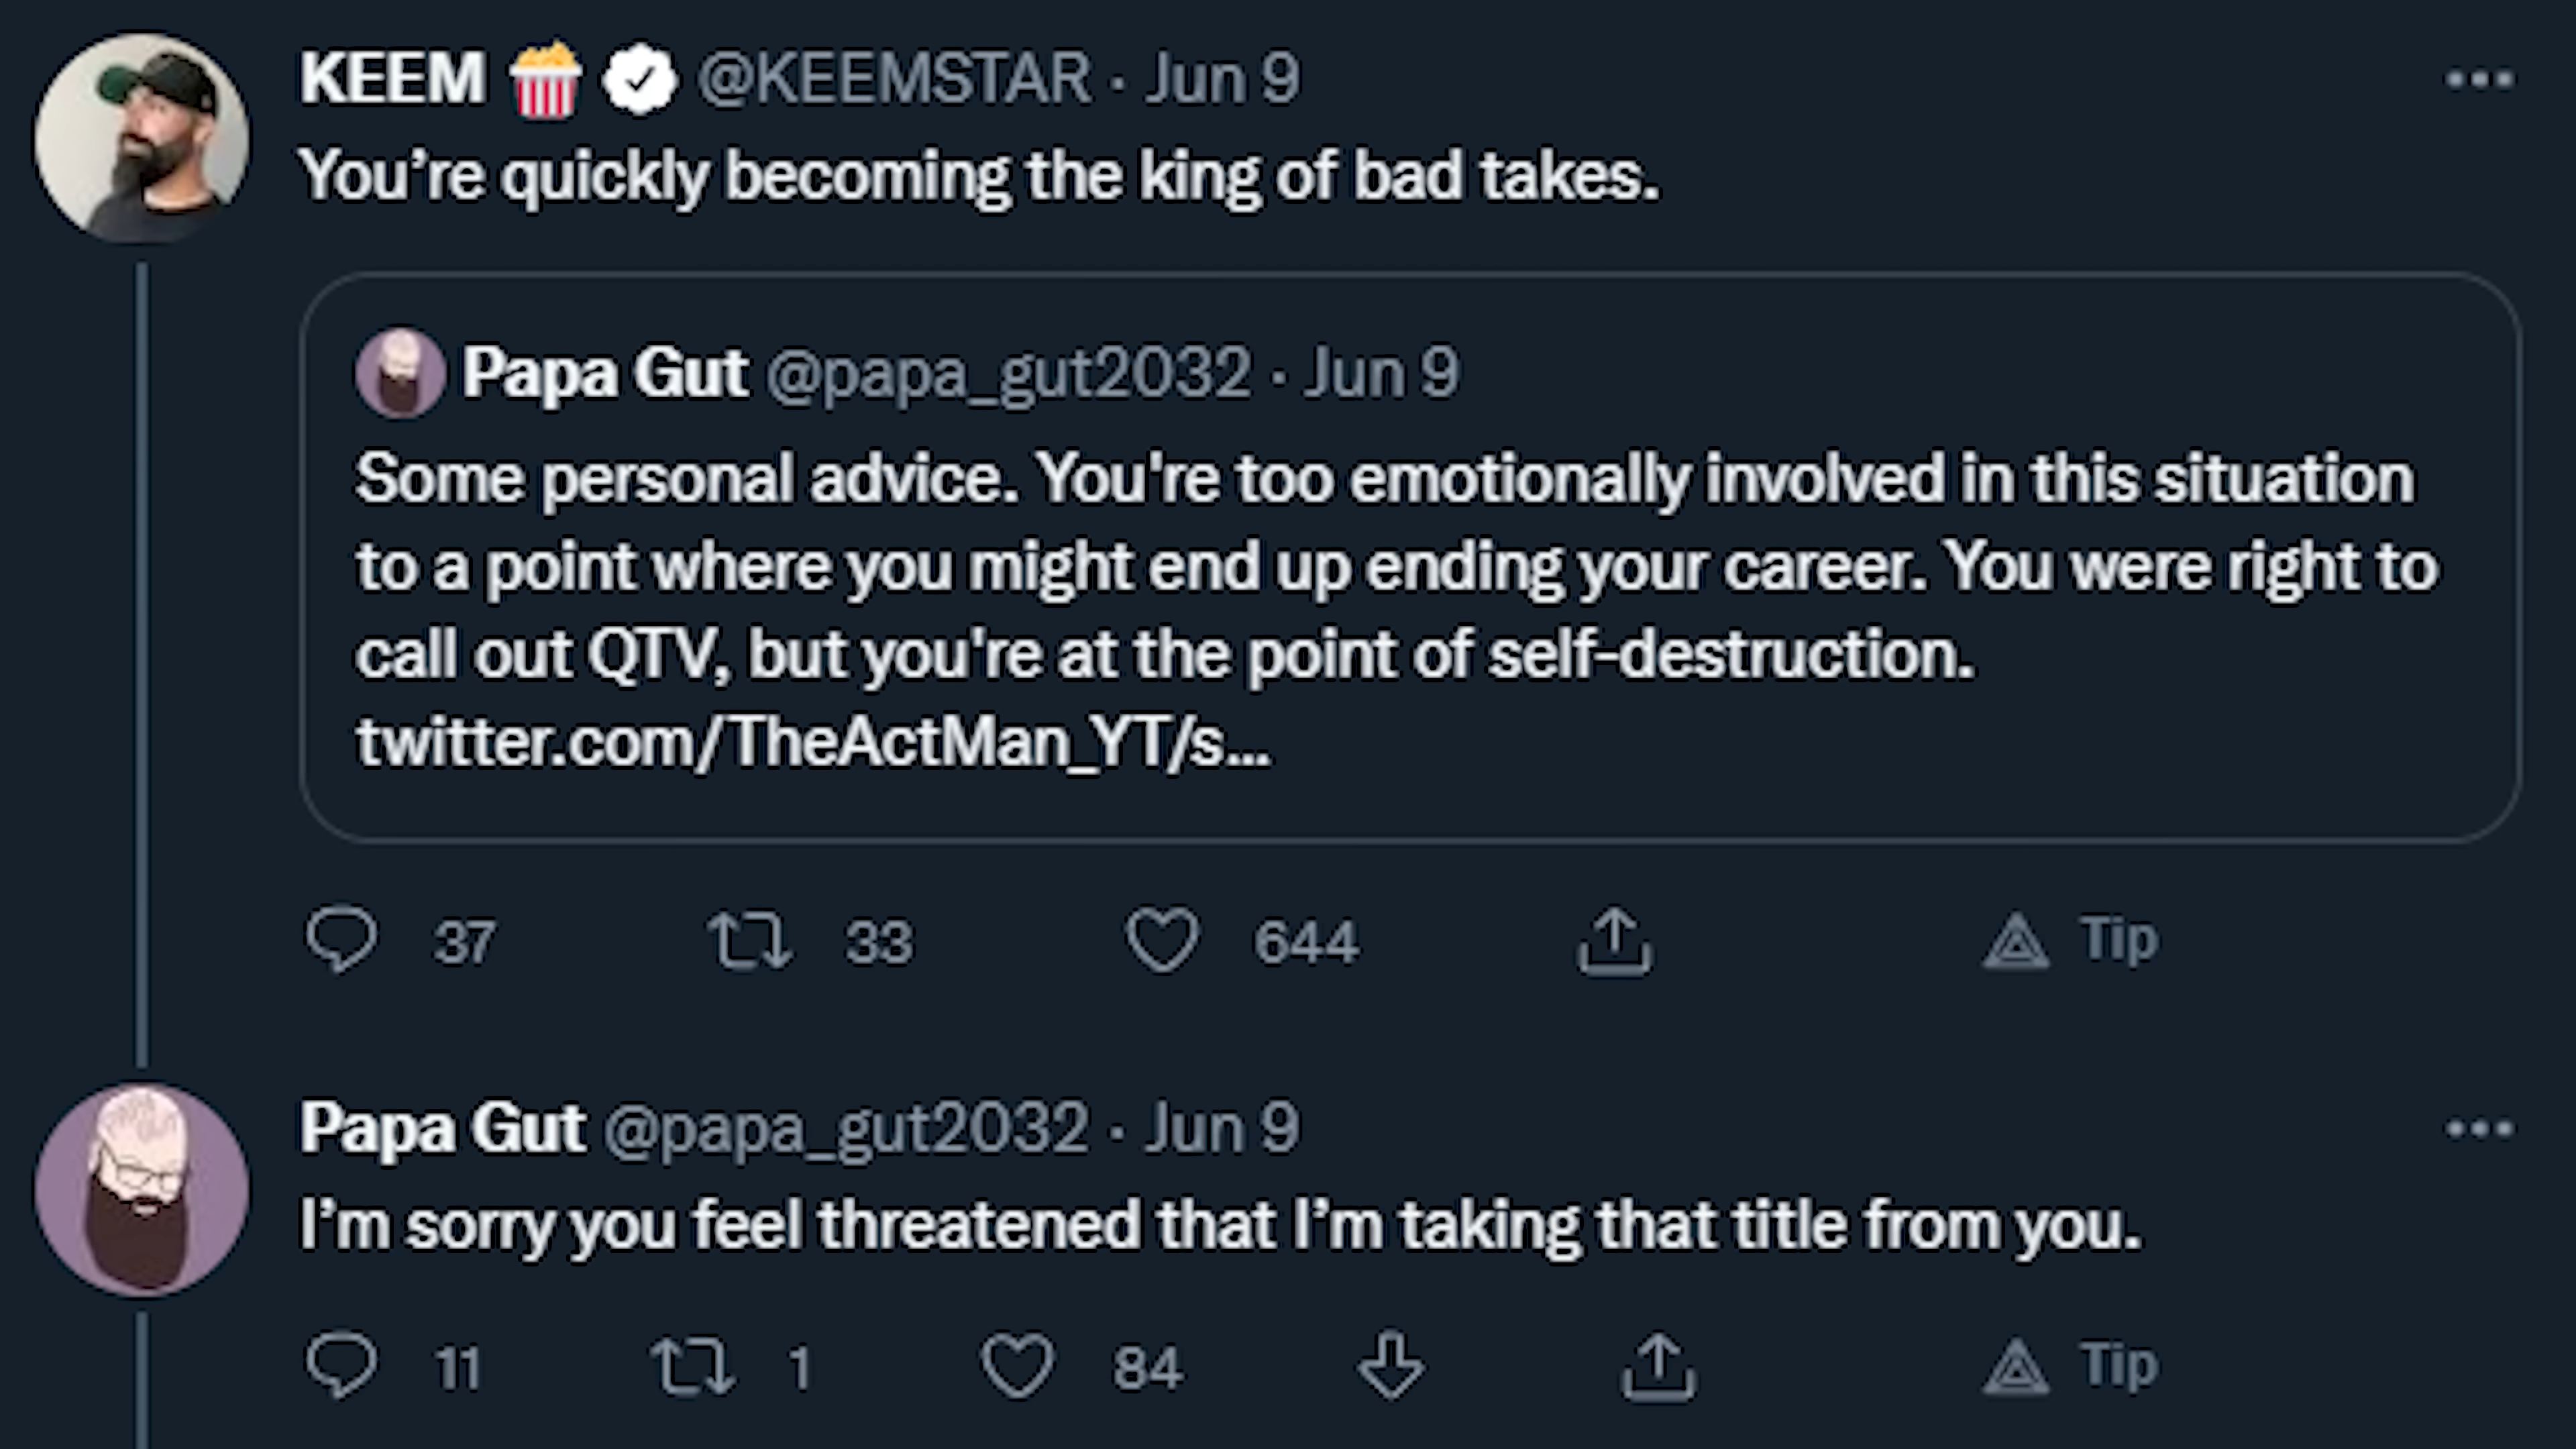 KEEM 🍿 @KEEMSTAR · Jun 9
You’re quickly becoming the king of bad takes.
Papa Gut @papa_gut2032 · Jun 9
Some personal advice. You're too emotionally involved in this situation
to a point where you might end up ending your career. You were right to
call out QTV, but you're at the point of self-destruction.
twitter.com/TheActMan_YT/s...
37 33 644 Tip
Papa Gut @papa_gut2032 · Jun 9
I’m sorry you feel threatened that I’m taking that title from you.
11 1 84 Tip